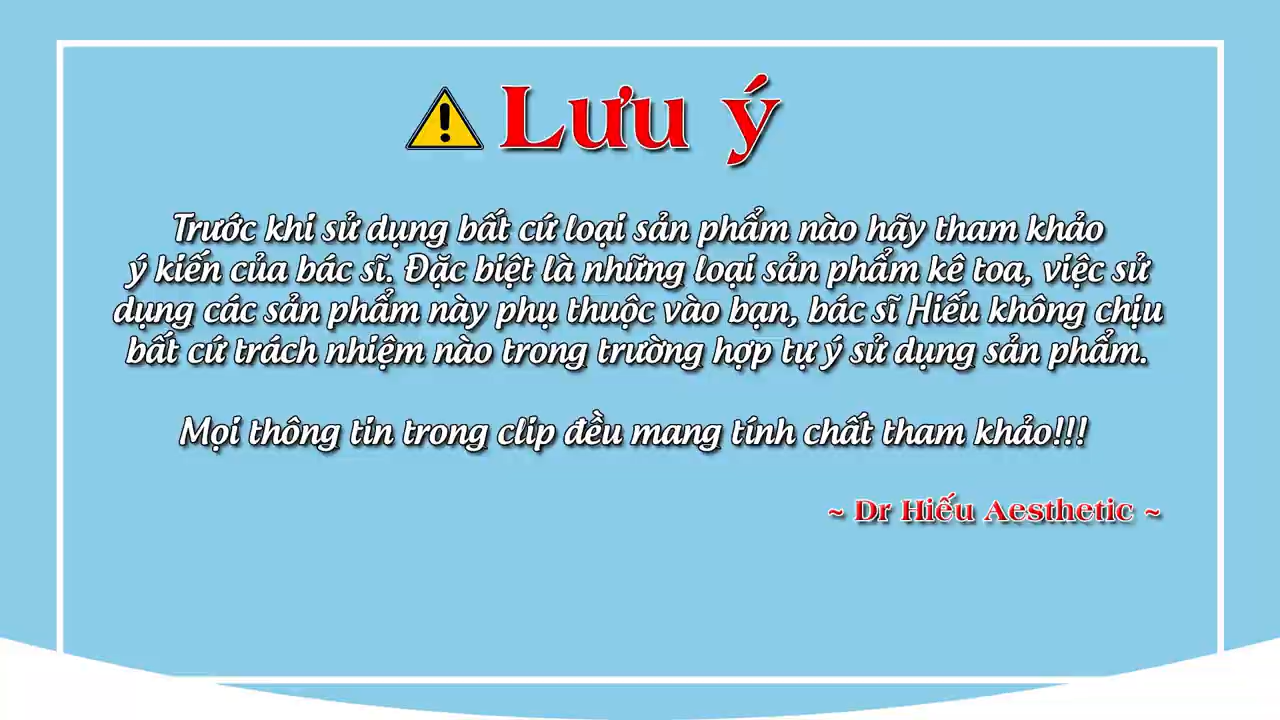 Lưu ý
Trước khi sử dụng bất cứ loại sản phẩm nào hãy tham khảo
ý kiến của bác sĩ. Đặc biệt là những loại sản phẩm kê toa, việc sử
dụng các sản phẩm này phụ thuộc vào bạn, bác sĩ Hiếu không chịu
bất cứ trách nhiệm nào trong trường hợp tự ý sử dụng sản phẩm.
Mọi thông tin trong clip đều mang tính chất tham khảo!!!
~ Dr Hiếu Aesthetic ~